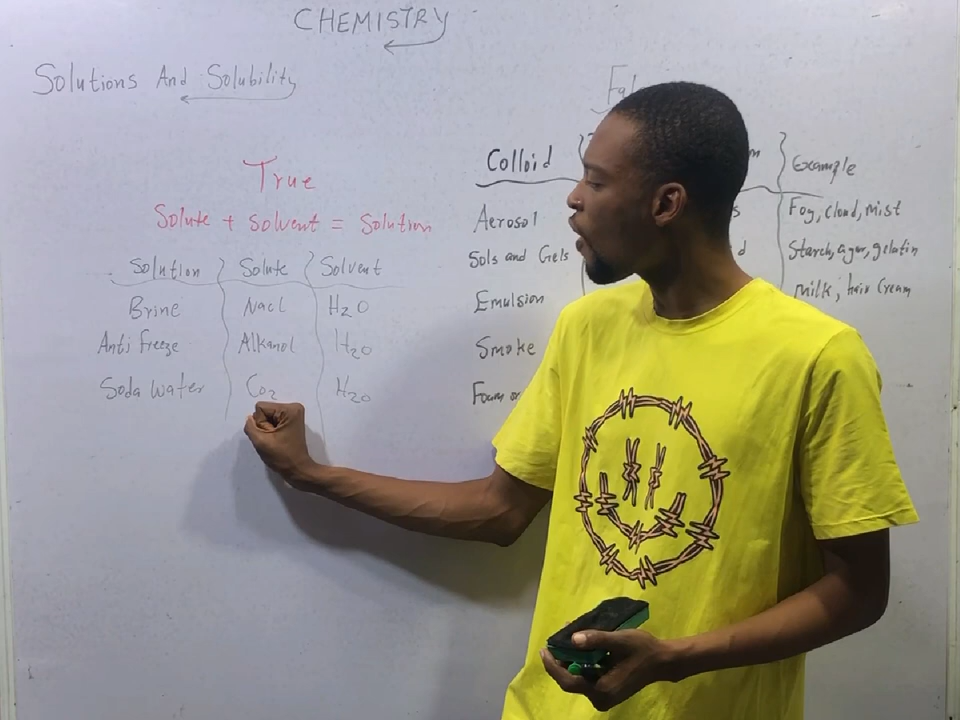 CHEMISTRY
Solutions And Solubility
True
Solute + Solvent = Solution
Solution Solute Solvent
Brine Nacl H2O
Anti freeze Alkanol H2O
Soda water Co2 H2O
Colloid Example
Aerosol Fog, cloud, mist
Sols and Gels Starch, agar, gelatin
Emulsion milk, hair cream
Smoke
Foam